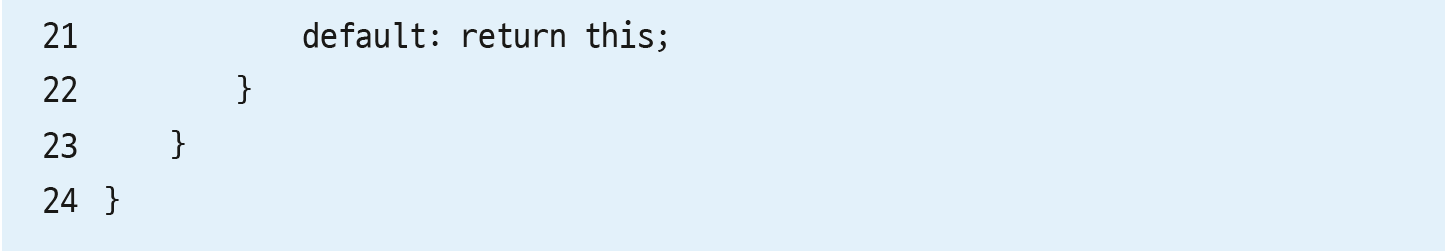 21             default: return this;
22         }
23     }
24 }